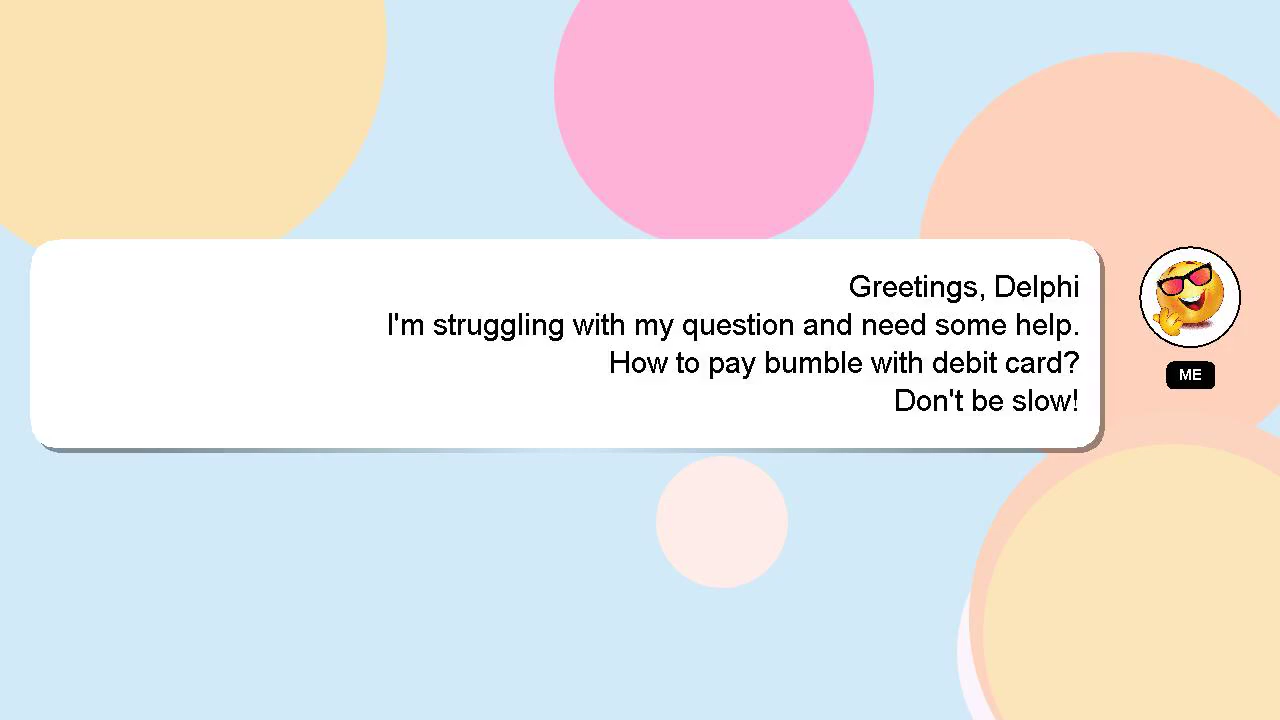 Greetings, Delphi
I'm struggling with my question and need some help.
How to pay bumble with debit card?
Don't be slow!
ME